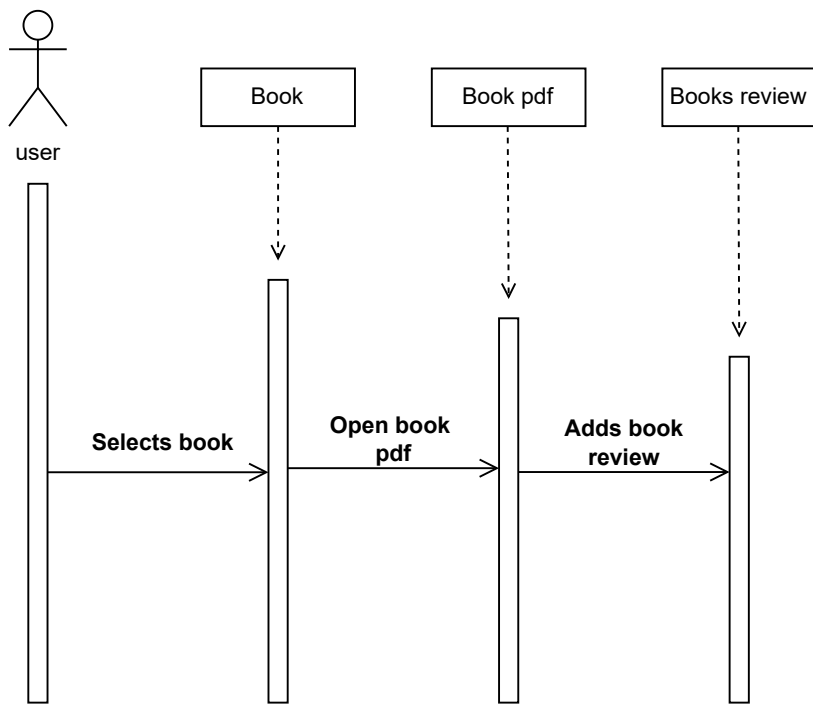 user
Book
Book pdf
Books review
Selects book
Open book
pdf
Adds book
review